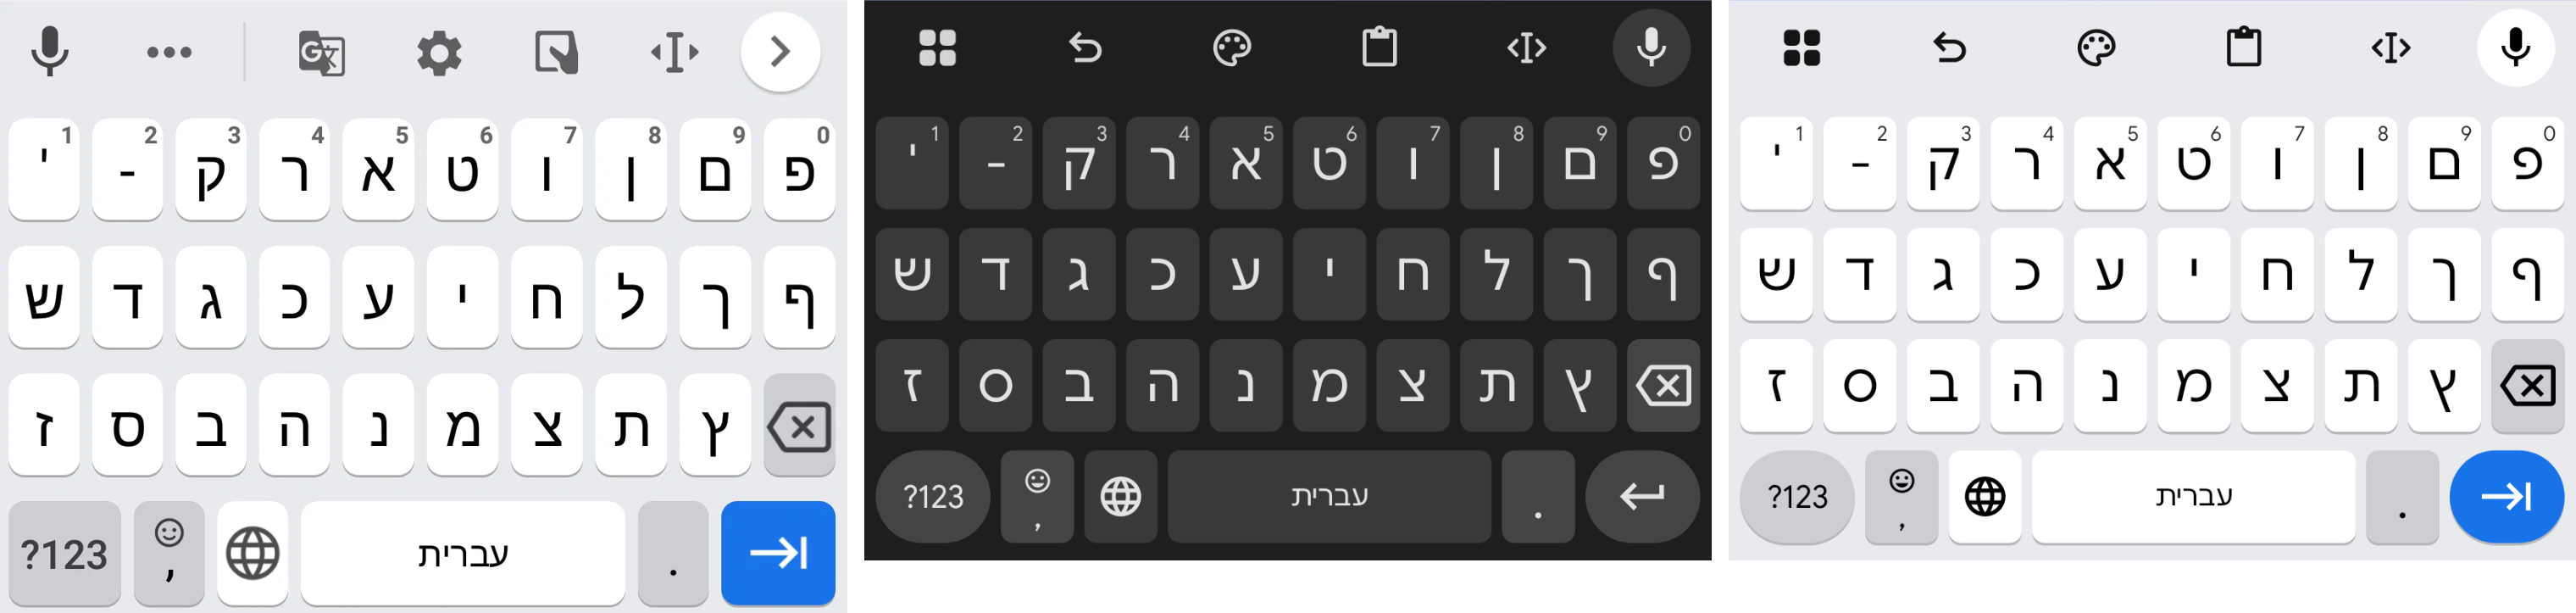 1 2 3 4 5 6 7 8 9 0
' - ק ר א ט ו ן ם פ
ש ד ג כ ע י ח ל ך ף
ז ס ב ה נ מ צ ת ץ
?123 , עברית .
1 2 3 4 5 6 7 8 9 0
' - ק ר א ט ו ן ם פ
ש ד ג כ ע י ח ל ך ף
ז ס ב ה נ מ צ ת ץ
?123 , עברית .
1 2 3 4 5 6 7 8 9 0
' - ק ר א ט ו ן ם פ
ש ד ג כ ע י ח ל ך ף
ז ס ב ה נ מ צ ת ץ
?123 , עברית .